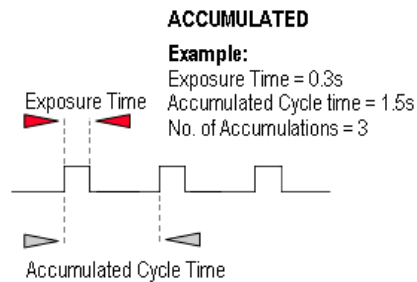 ACCUMULATED
Example:
Exposure Time = 0.3s
Accumulated Cycle time = 1.5s
No. of Accumulations = 3
Exposure Time
Accumulated Cycle Time